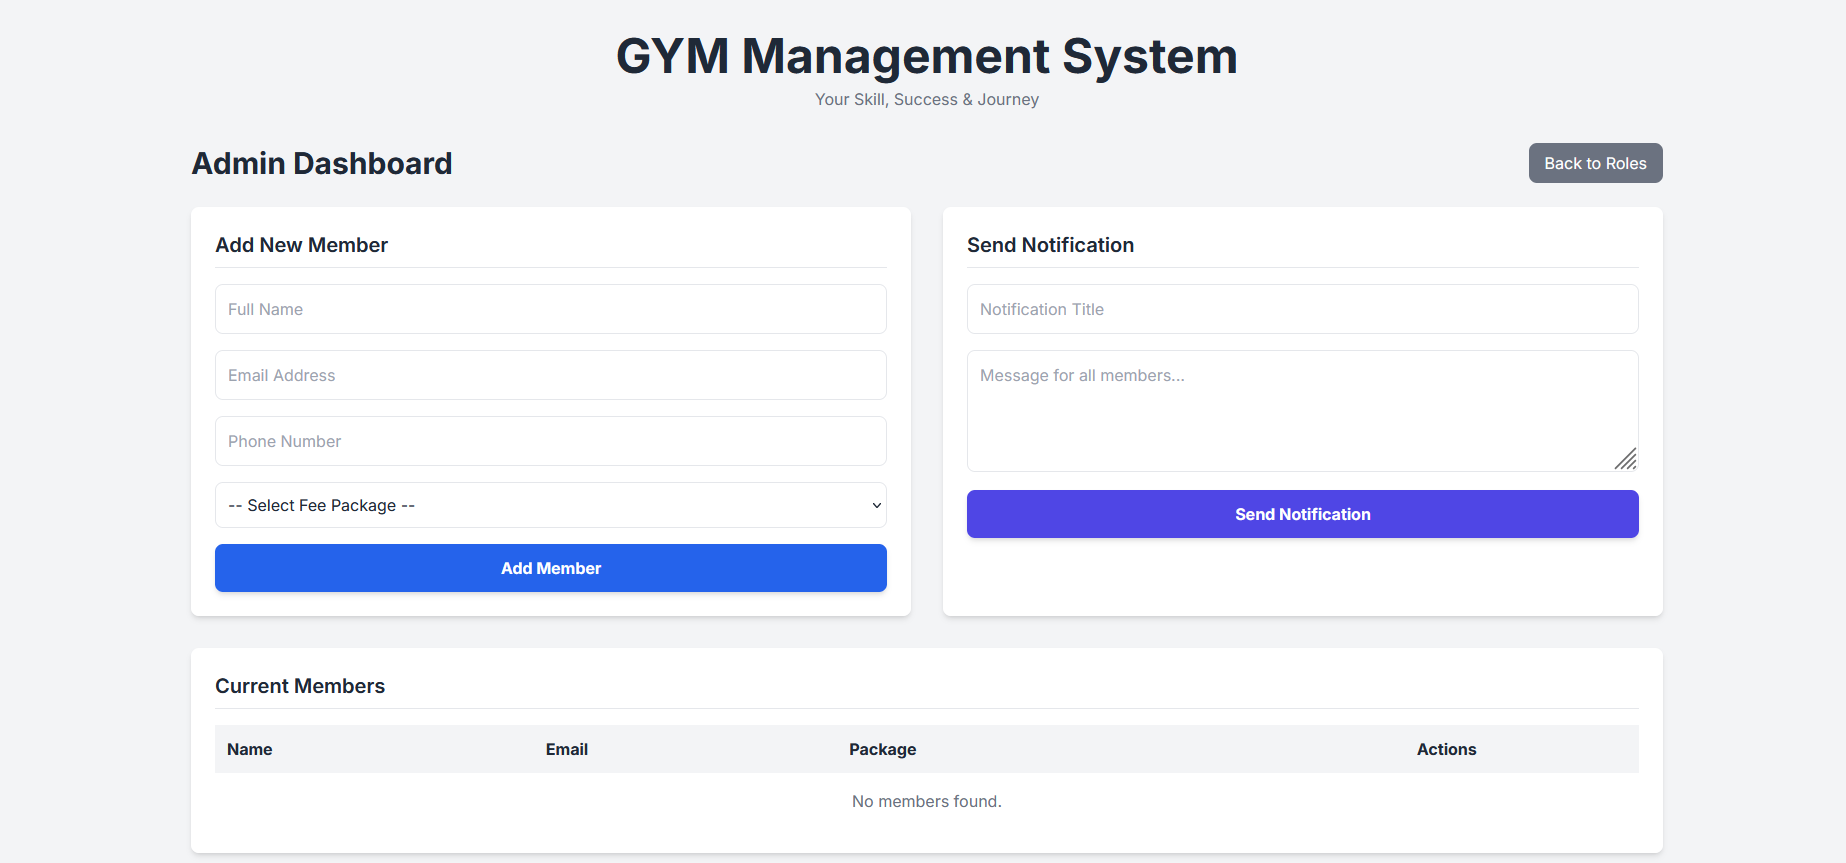 GYM Management System
Your Skill, Success & Journey
Admin Dashboard
Back to Roles
Add New Member
Full Name
Email Address
Phone Number
-- Select Fee Package --
Add Member
Send Notification
Notification Title
Message for all members...
Send Notification
Current Members
Name Email Package Actions
No members found.